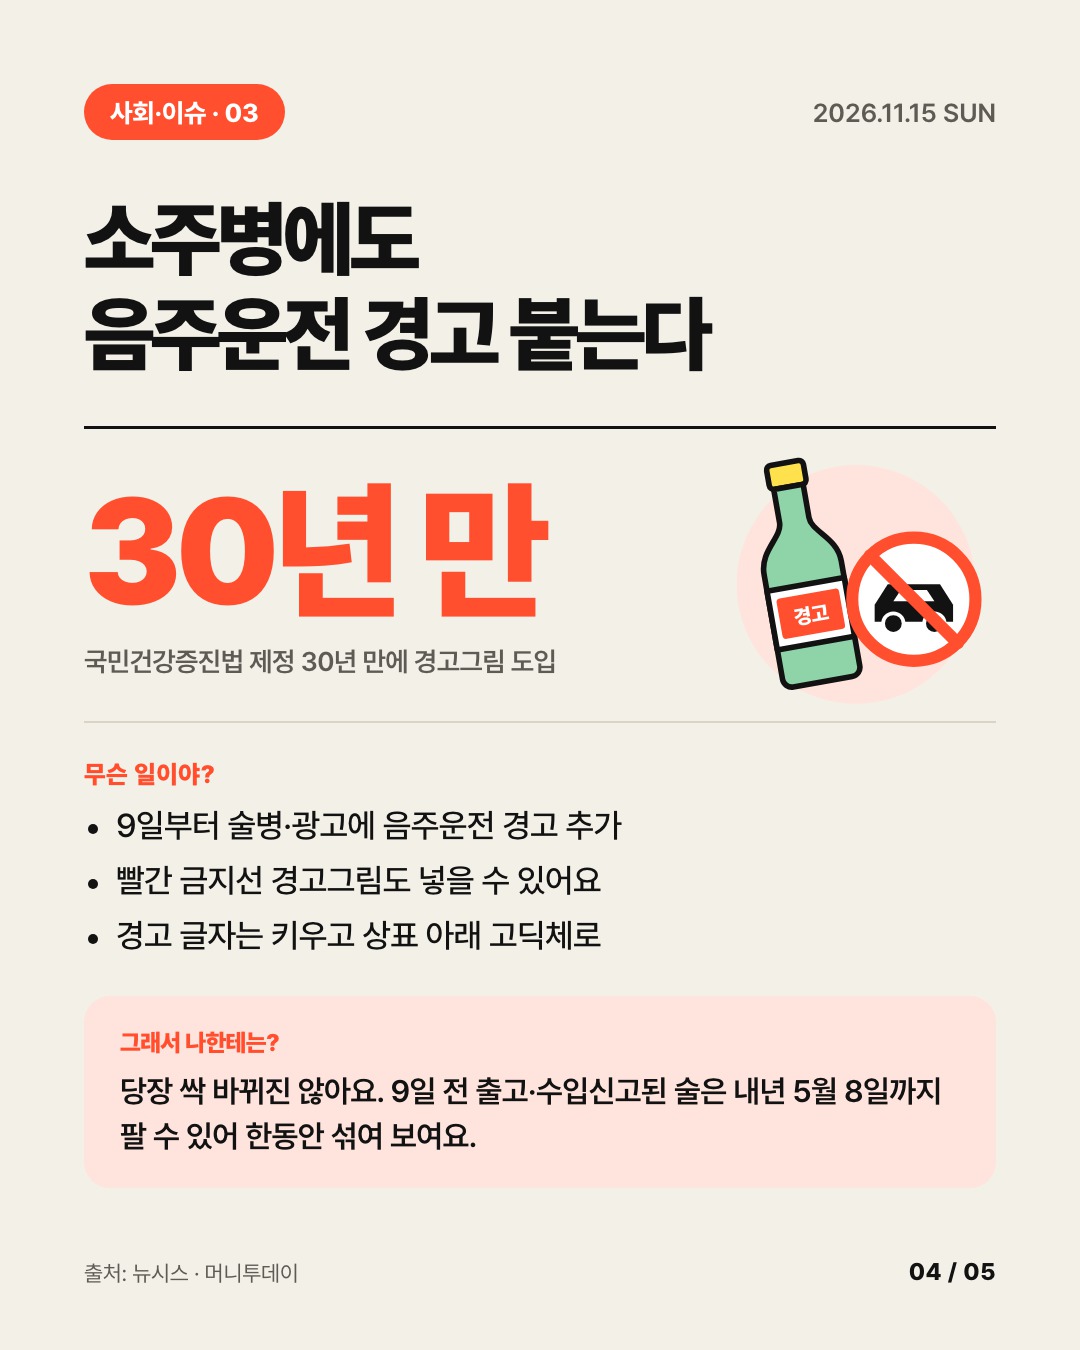 사회·이슈 · 03
2026.11.15 SUN
소주병에도
음주운전 경고 붙는다
30년 만
국민건강증진법 제정 30년 만에 경고그림 도입
경고
무슨 일이야?
• 9일부터 술병·광고에 음주운전 경고 추가
• 빨간 금지선 경고그림도 넣을 수 있어요
• 경고 글자는 키우고 상표 아래 고딕체로
그래서 나한테는?
당장 싹 바뀌진 않아요. 9일 전 출고·수입신고된 술은 내년 5월 8일까지
팔 수 있어 한동안 섞여 보여요.
출처: 뉴시스 · 머니투데이
04 / 05